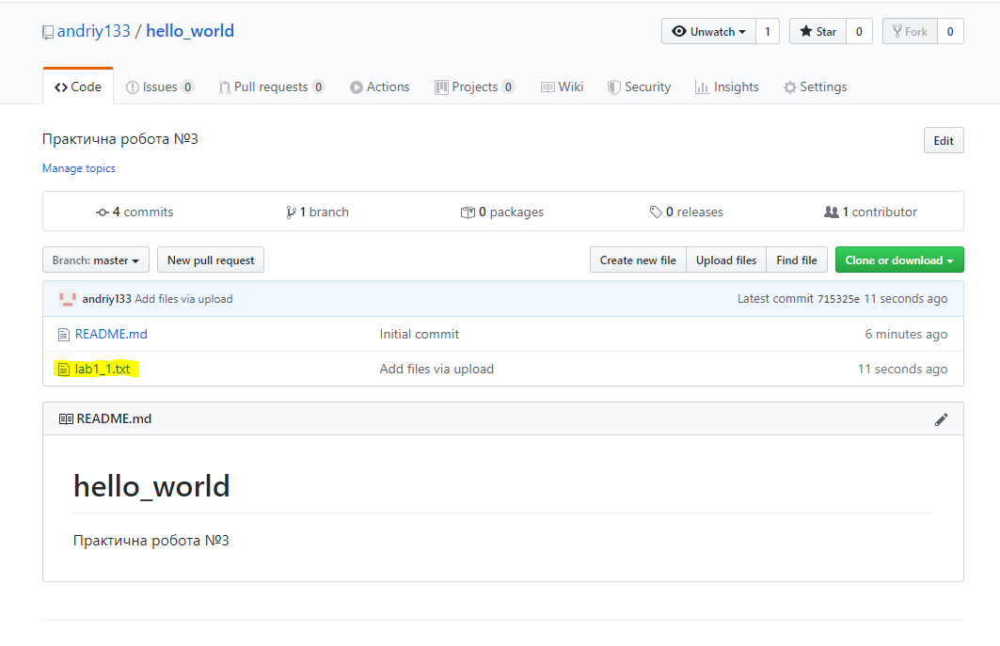 andriy133 / hello_world
Unwatch 1 Star 0 Fork 0
Code Issues 0 Pull requests 0 Actions Projects 0 Wiki Security Insights Settings
Практична робота №3
Edit
Manage topics
4 commits 1 branch 0 packages 0 releases 1 contributor
Branch: master New pull request Create new file Upload files Find file Clone or download
andriy133 Add files via upload Latest commit 715325e 11 seconds ago
README.md Initial commit 6 minutes ago
lab1_1.txt Add files via upload 11 seconds ago
README.md
hello_world
Практична робота №3